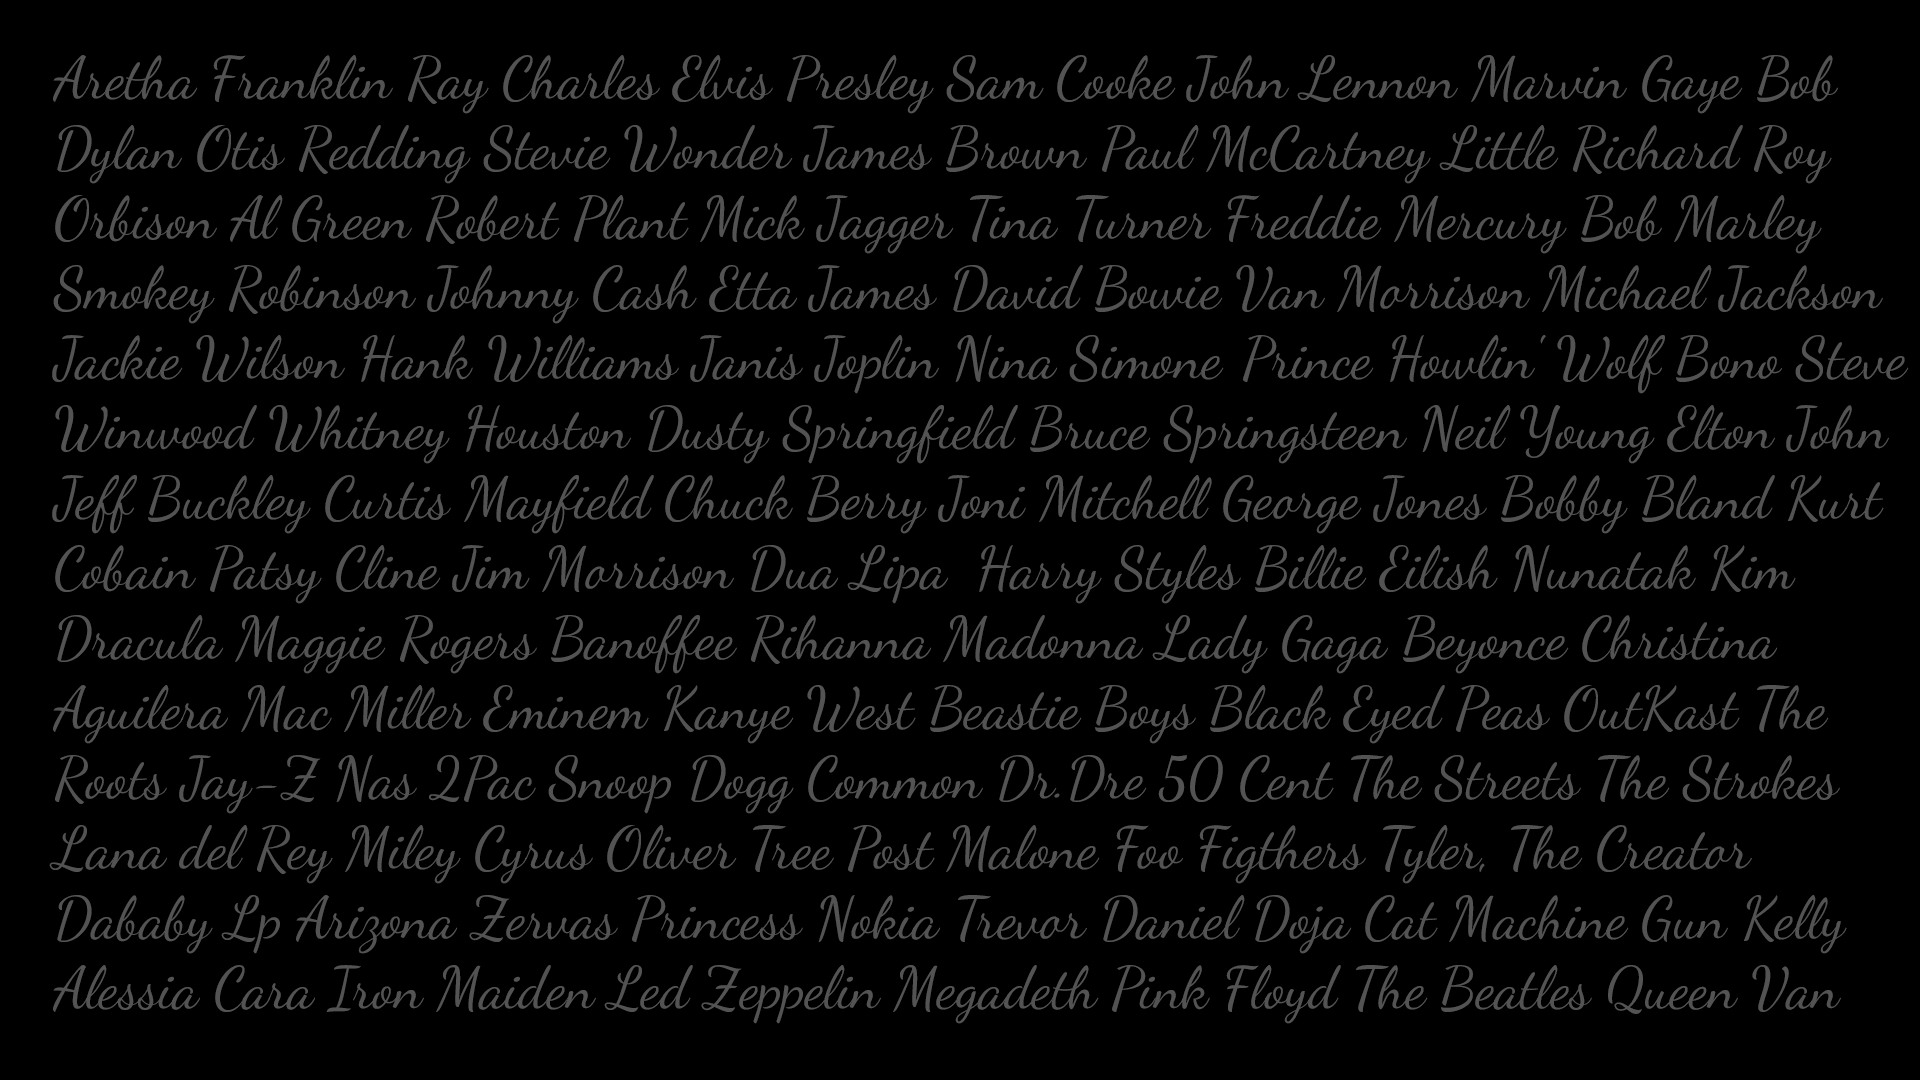 Aretha Franklin Ray Charles Elvis Presley Sam Cooke John Lennon Marvin Gaye Bob
Dylan Otis Redding Stevie Wonder James Brown Paul McCartney Little Richard Roy
Orbison Al Green Robert Plant Mick Jagger Tina Turner Freddie Mercury Bob Marley
Smokey Robinson Johnny Cash Etta James David Bowie Van Morrison Michael Jackson
Jackie Wilson Hank Williams Janis Joplin Nina Simone Prince Howlin' Wolf Bono Steve
Winwood Whitney Houston Dusty Springfield Bruce Springsteen Neil Young Elton John
Jeff Buckley Curtis Mayfield Chuck Berry Joni Mitchell George Jones Bobby Bland Kurt
Cobain Patsy Cline Jim Morrison Dua Lipa Harry Styles Billie Eilish Nunatak Kim
Dracula Maggie Rogers Banoffee Rihanna Madonna Lady Gaga Beyonce Christina
Aguilera Mac Miller Eminem Kanye West Beastie Boys Black Eyed Peas OutKast The
Roots Jay-Z Nas 2Pac Snoop Dogg Common Dr.Dre 50 Cent The Streets The Strokes
Lana del Rey Miley Cyrus Oliver Tree Post Malone Foo Figthers Tyler, The Creator
Dababy Lp Arizona Zervas Princess Nokia Trevor Daniel Doja Cat Machine Gun Kelly
Alessia Cara Iron Maiden Led Zeppelin Megadeth Pink Floyd The Beatles Queen Van